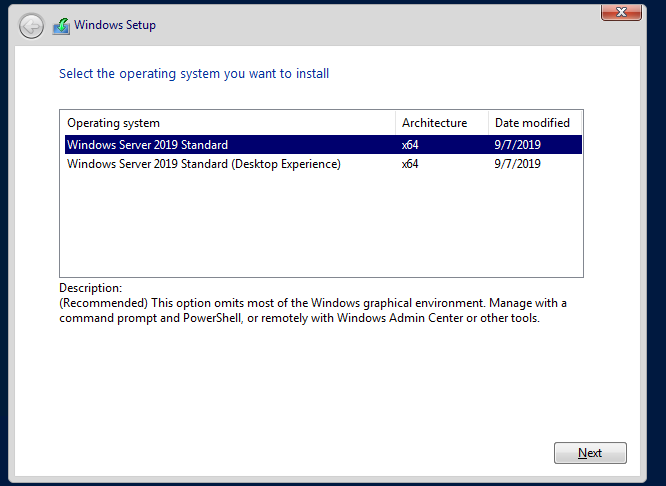 Windows Setup
Select the operating system you want to install
Operating system Architecture Date modified
Windows Server 2019 Standard x64 9/7/2019
Windows Server 2019 Standard (Desktop Experience) x64 9/7/2019
Description:
(Recommended) This option omits most of the Windows graphical environment. Manage with a
command prompt and PowerShell, or remotely with Windows Admin Center or other tools.
Next